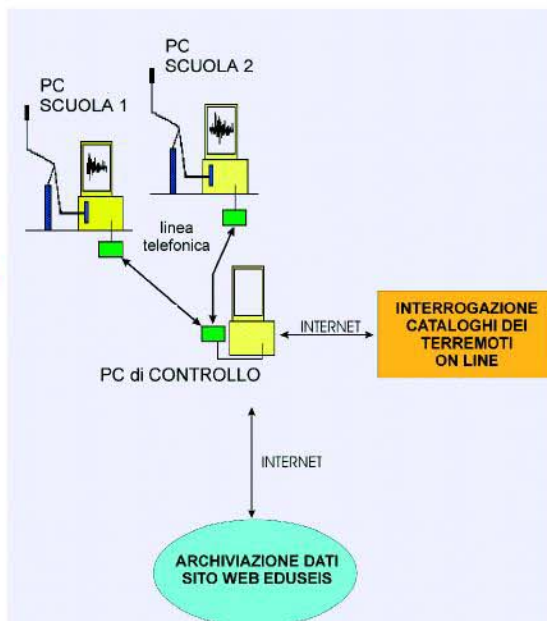 PC
SCUOLA 2
PC
SCUOLA 1
linea
telefonica
INTERNET
INTERROGAZIONE
CATALOGHI DEI
TERREMOTI
ON LINE
PC di CONTROLLO
INTERNET
ARCHIVIAZIONE DATI
SITO WEB EDUSEIS